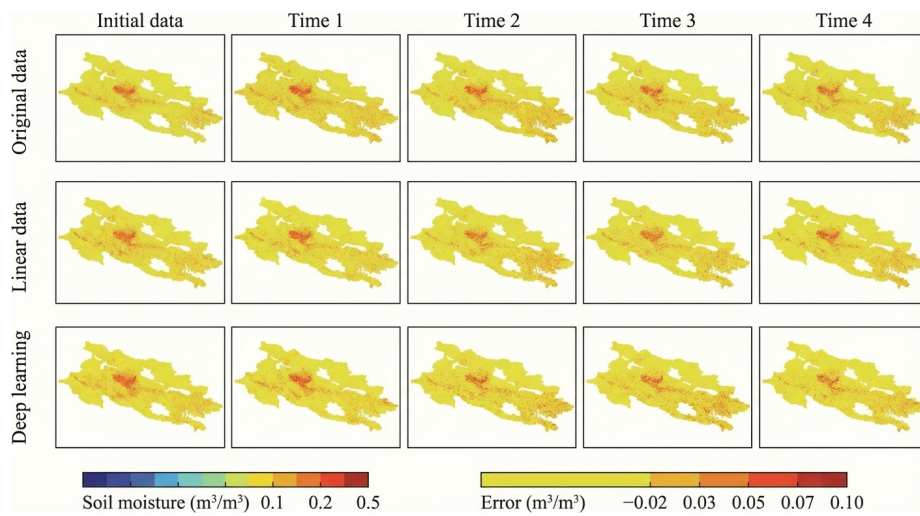 Initial data Time 1 Time 2 Time 3 Time 4
Original data
Linear data
Deep learning
Soil moisture (m³/m³) 0.1 0.2 0.5
Error (m³/m³) −0.02 0.03 0.05 0.07 0.10